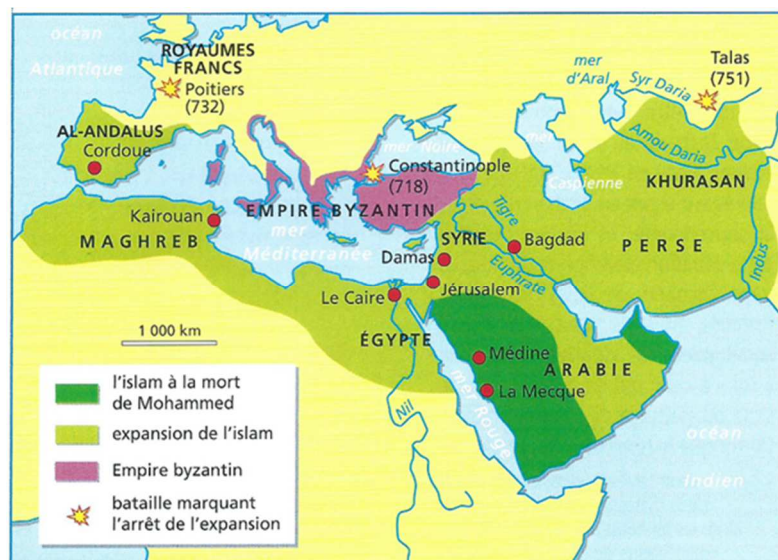 océan
Atlantique
ROYAUMES
FRANCS
Poitiers
(732)
mer
d'Aral
Talas
(751)
Syr Daria
AL-ANDALUS
Cordoue
mer Noire
Constantinople
(718)
mer
Caspienne
Amou Daria
KHURASAN
Kairouan
EMPIRE BYZANTIN
MAGHREB
mer
Méditerranée
SYRIE
Tigre
Bagdad
PERSE
Indus
Damas
Euphrate
Le Caire
Jérusalem
1 000 km
ÉGYPTE
Médine
ARABIE
La Mecque
Nil
mer Rouge
océan
Indien
l'islam à la mort
de Mohammed
expansion de l'islam
Empire byzantin
bataille marquant
l'arrêt de l'expansion